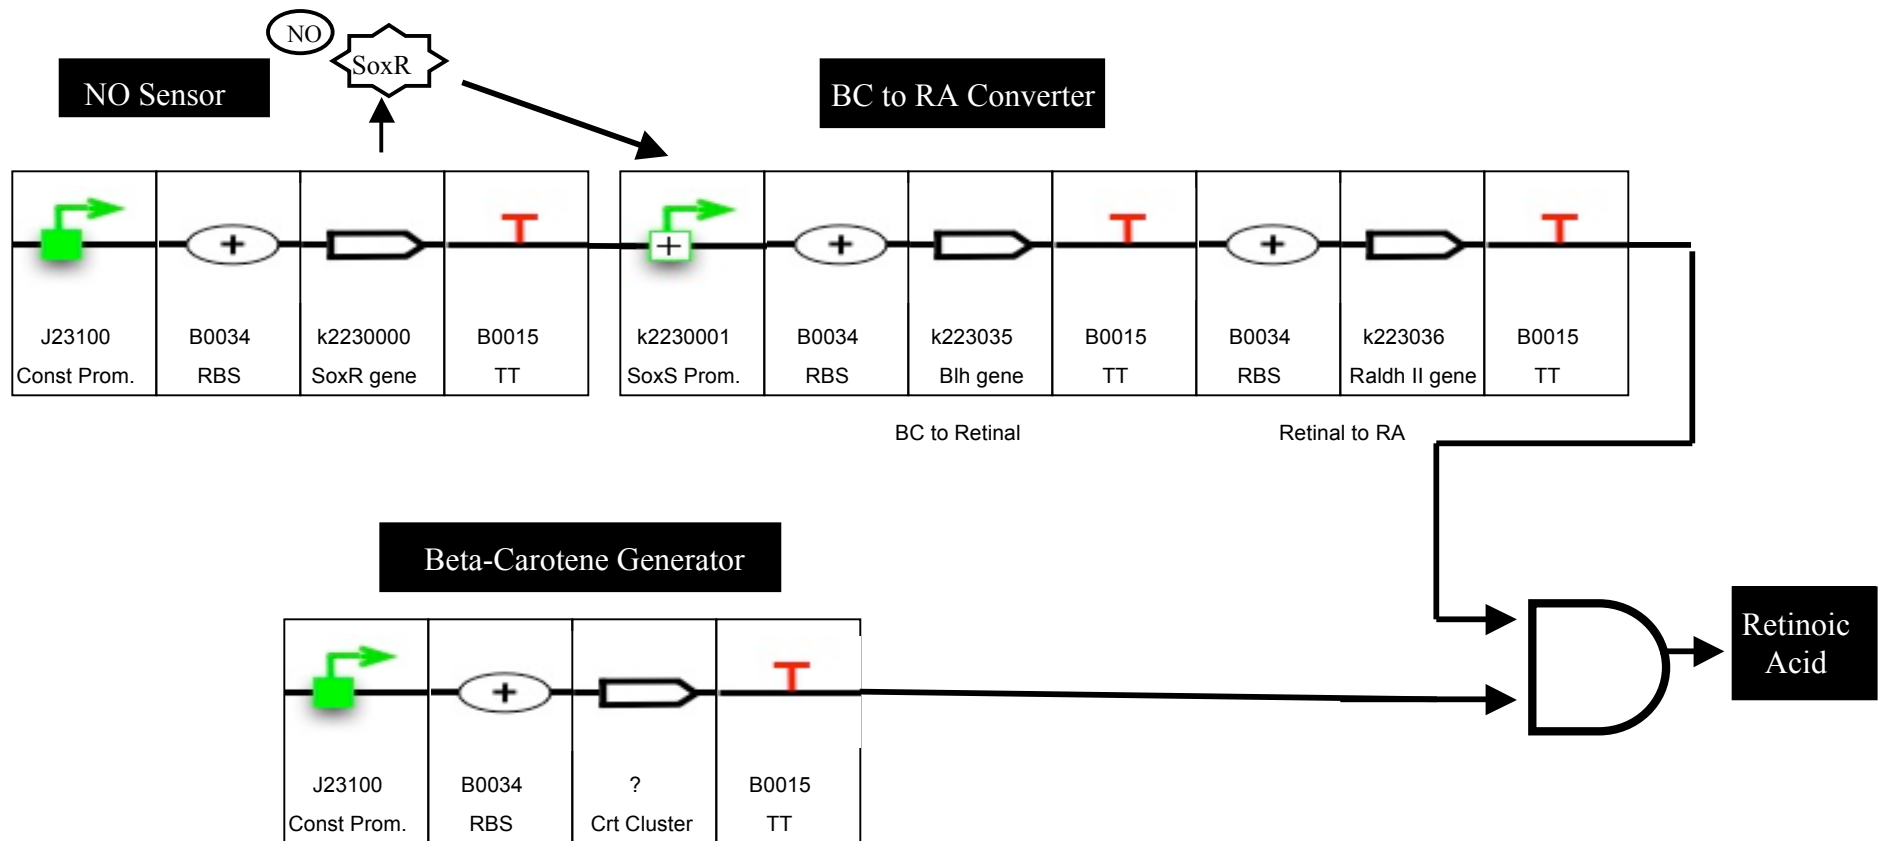 NO
SoxR
NO Sensor
BC to RA Converter
J23100 B0034 k2230000 B0015 k2230001 B0034 k223035 B0015 B0034 k223036 B0015
Const Prom. RBS SoxR gene TT SoxS Prom. RBS Blh gene TT RBS Raldh II gene TT
BC to Retinal Retinal to RA
Beta-Carotene Generator
Retinoic
Acid
J23100 B0034 ? B0015
Const Prom. RBS Crt Cluster TT